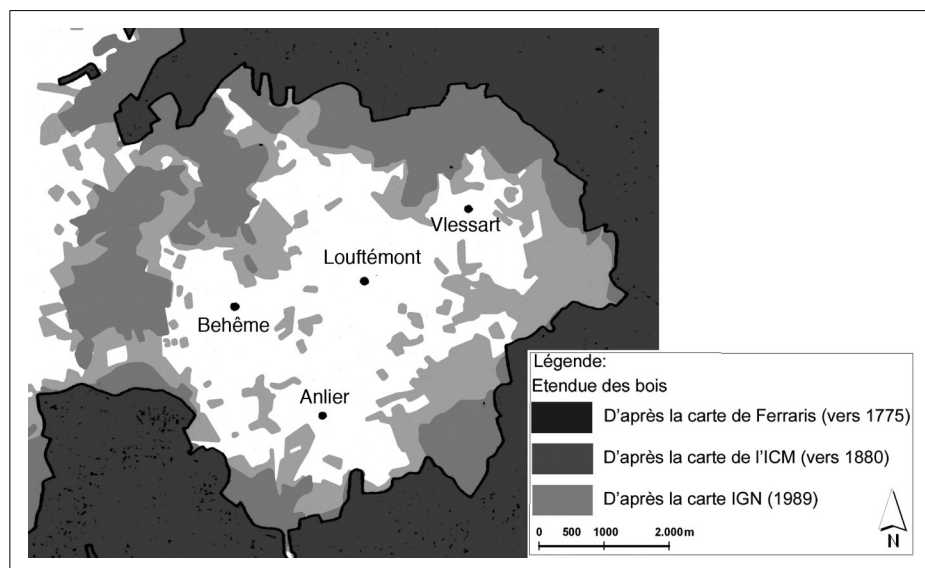 Vlessart
Louftémont
Behême
Anlier
Légende:
Etendue des bois
D'après la carte de Ferraris (vers 1775)
D'après la carte de l'ICM (vers 1880)
D'après la carte IGN (1989)
0 500 1000 2.000m
N